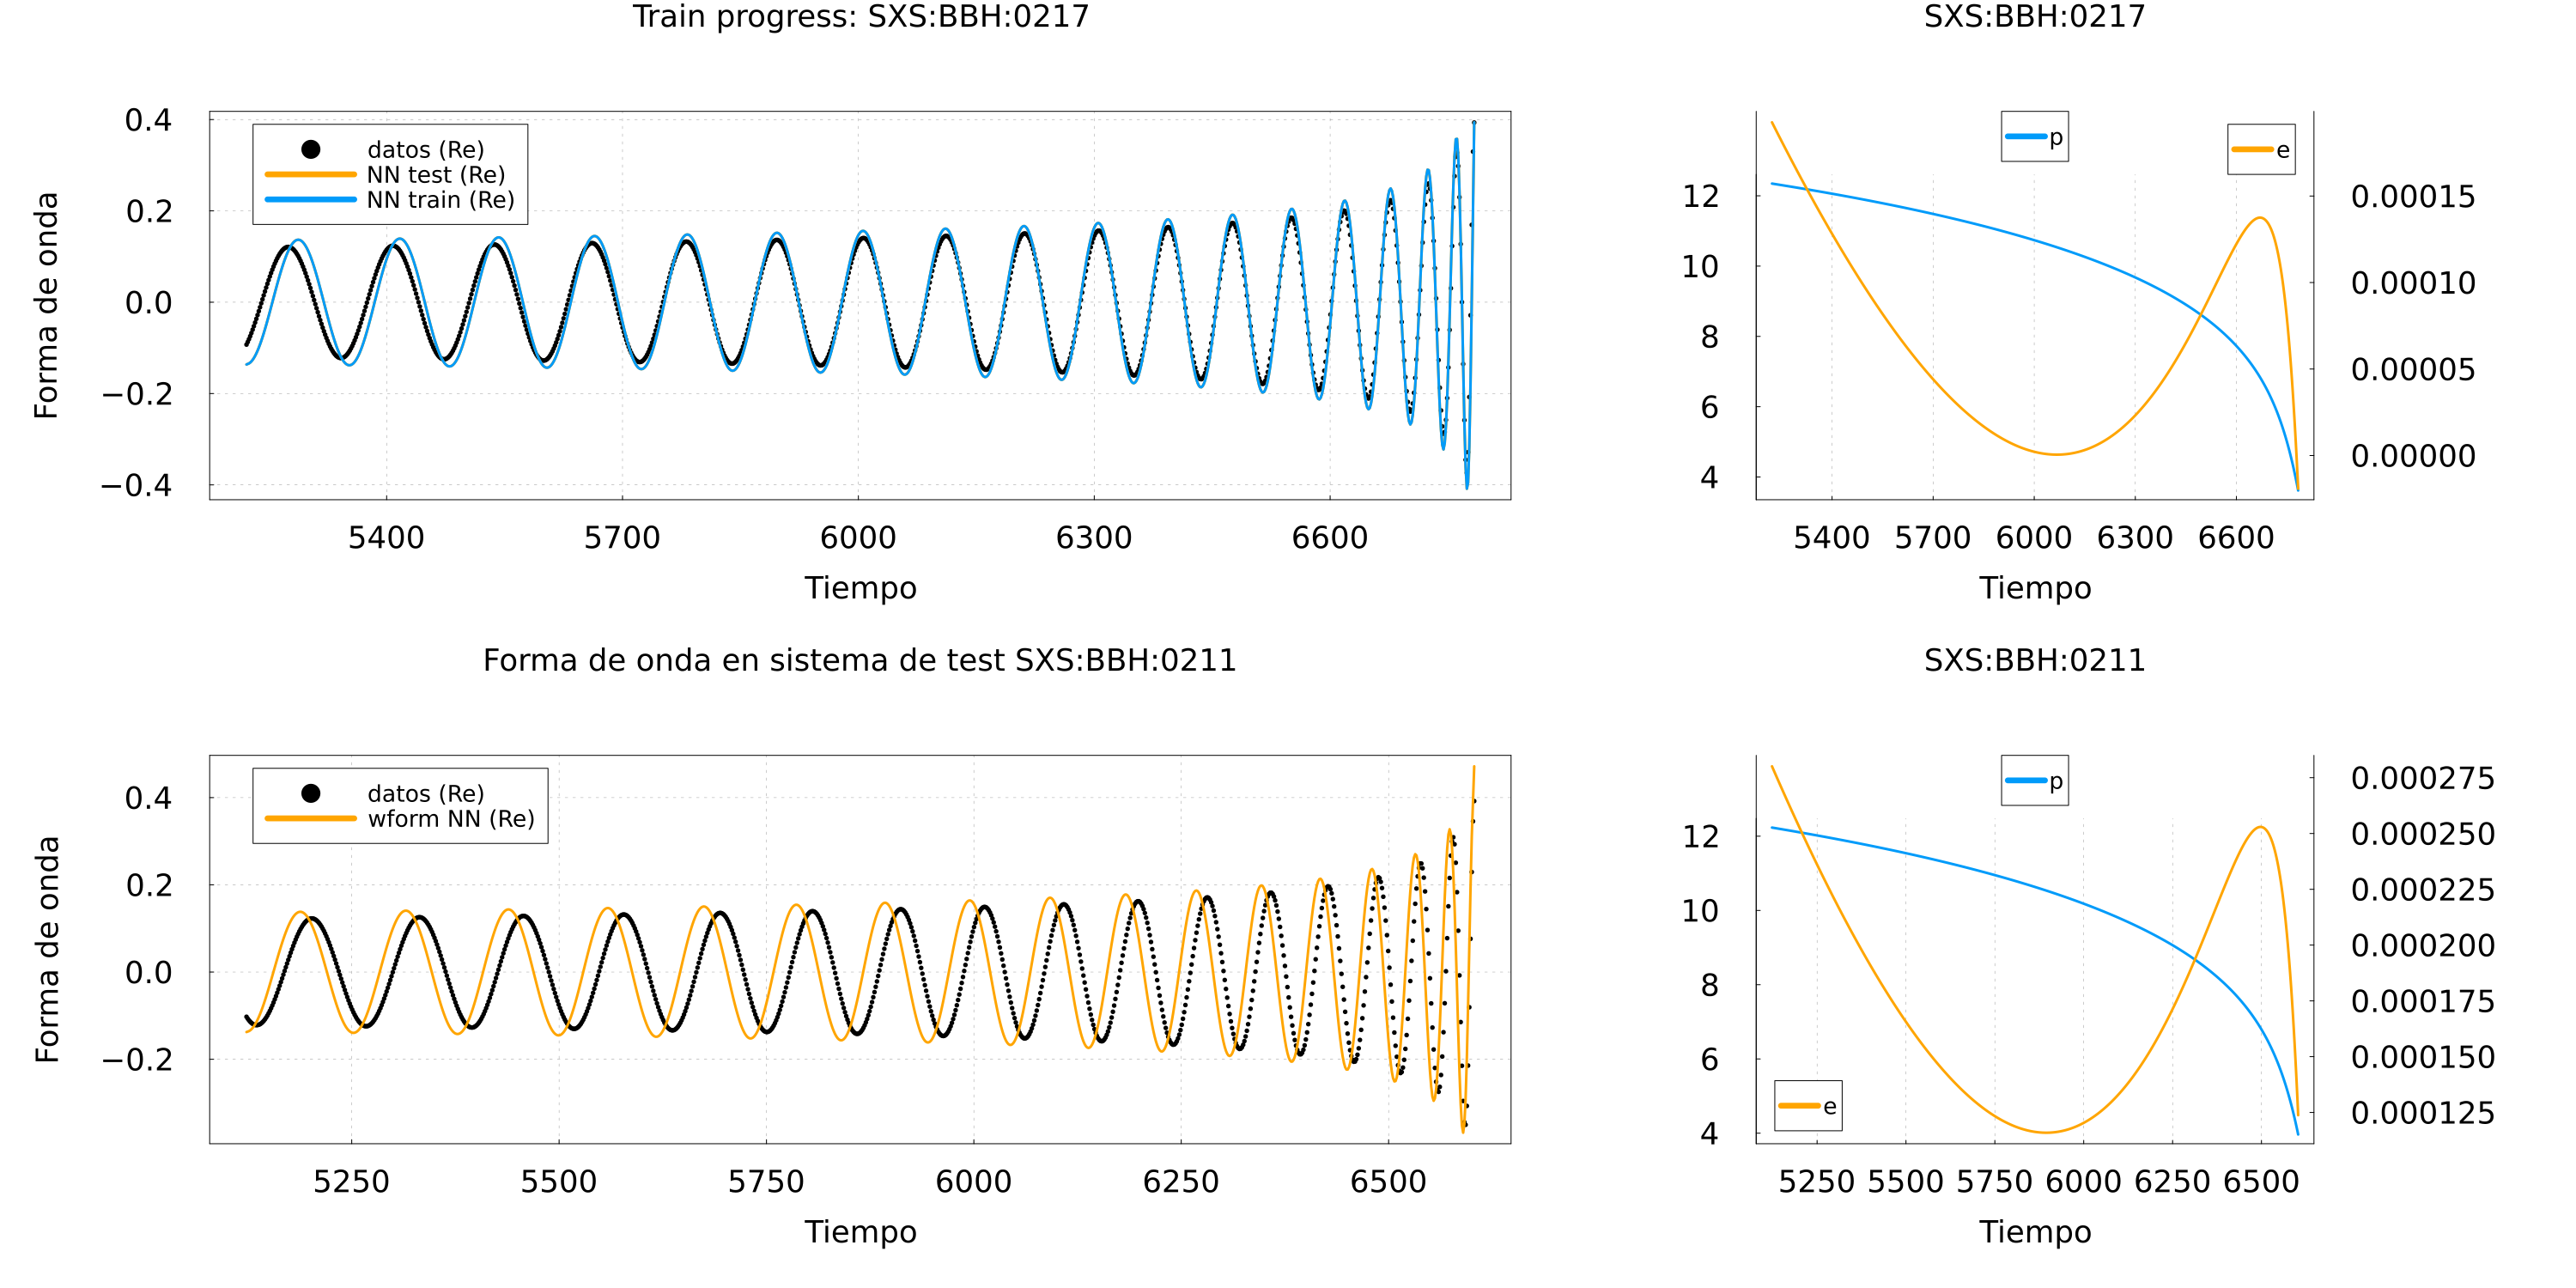 Train progress: SXS:BBH:0217
0.4
0.2
0.0
−0.2
−0.4
Forma de onda
datos (Re)
NN test (Re)
NN train (Re)
5400 5700 6000 6300 6600
Tiempo
SXS:BBH:0217
12
10
8
6
4
p
e
0.00015
0.00010
0.00005
0.00000
5400 5700 6000 6300 6600
Tiempo
Forma de onda en sistema de test SXS:BBH:0211
0.4
0.2
0.0
−0.2
Forma de onda
datos (Re)
wform NN (Re)
5250 5500 5750 6000 6250 6500
Tiempo
SXS:BBH:0211
12
10
8
6
4
p
e
0.000275
0.000250
0.000225
0.000200
0.000175
0.000150
0.000125
5250 5500 5750 6000 6250 6500
Tiempo